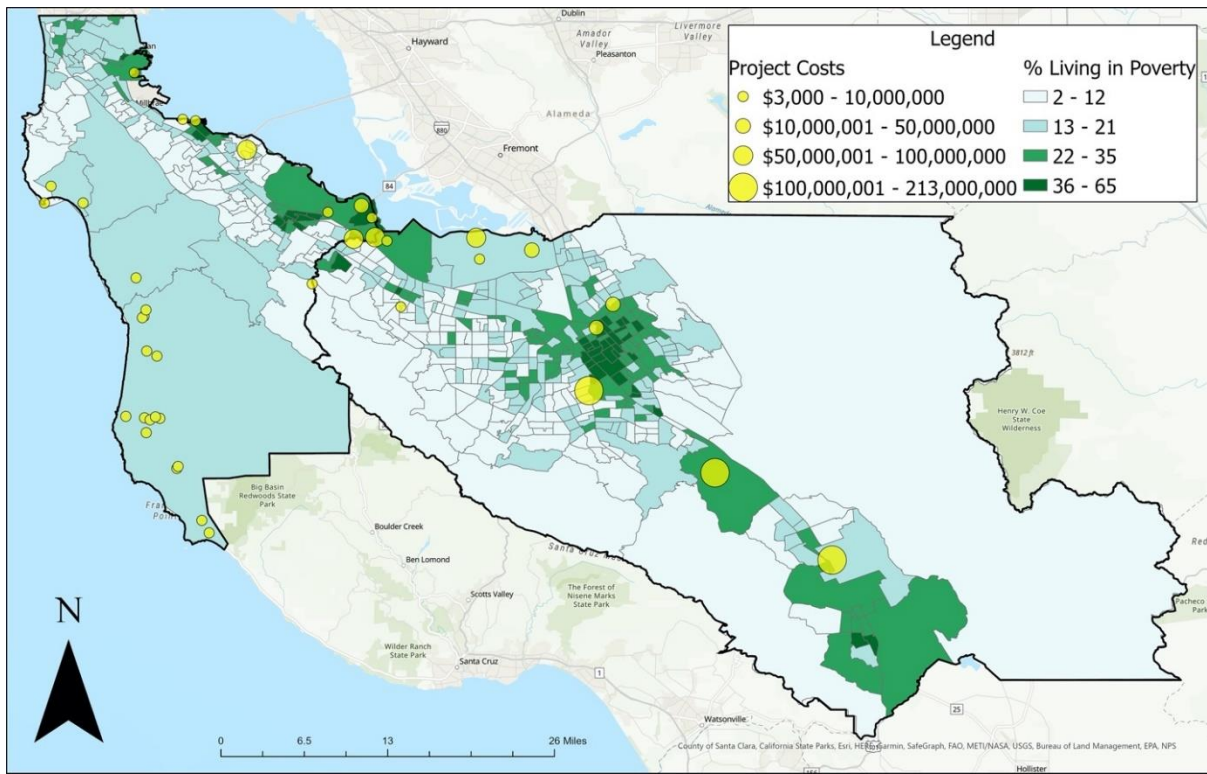 Dublin
Livermore Valley
Hayward
Amador Valley
Pleasanton
Legend
Project Costs
% Living in Poverty
$3,000 - 10,000,000
2 - 12
$10,000,001 - 50,000,000
13 - 21
$50,000,001 - 100,000,000
22 - 35
$100,000,001 - 213,000,000
36 - 65
Alameda
880
Fremont
84
3812 ft
Henry W. Coe
State
Wilderness
Big Basin
Redwoods State
Park
Boulder Creek
Ben Lomond
Scotts Valley
The Forest of
Nisene Marks
State Park
Pacheco
Park
N
Wilder Ranch
State Park
Santa Cruz
1
Watsonville
25
0 6.5 13 26 Miles
County of Santa Clara, California State Parks, Esri, HERE, Garmin, SafeGraph, FAO, METI/NASA, USGS, Bureau of Land Management, EPA, NPS
Hollister